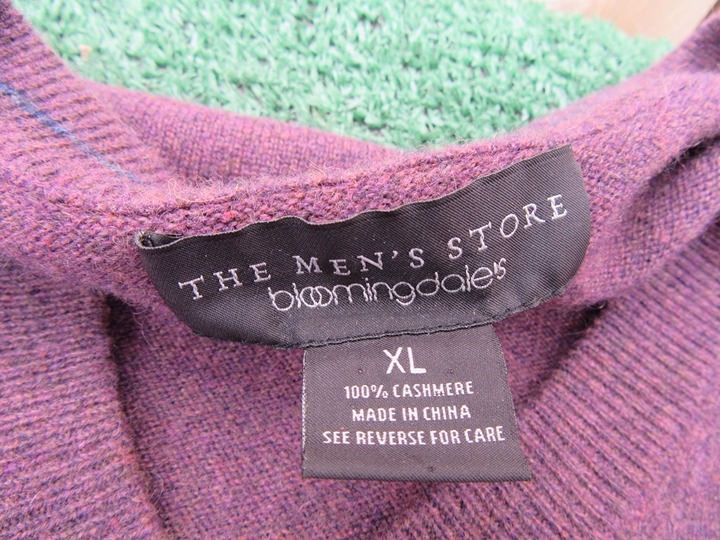 THE MEN'S STORE
bloomingdale's
XL
100% CASHMERE
MADE IN CHINA
SEE REVERSE FOR CARE